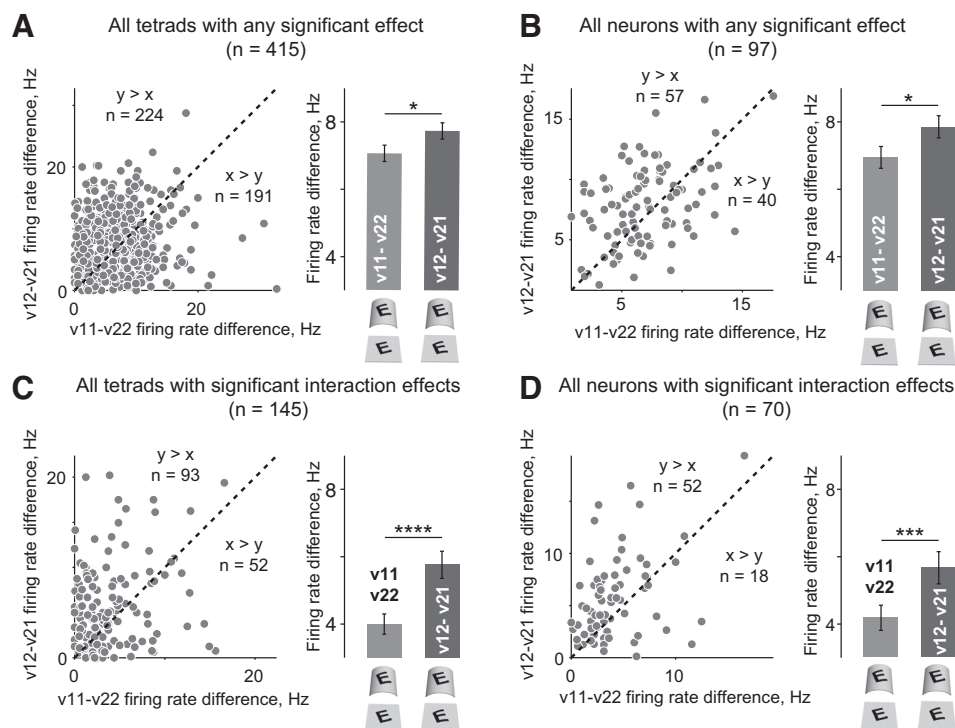 A
All tetrads with any significant effect
(n = 415)
v12-v21 firing rate difference, Hz
20
0
y > x
n = 224
x > y
n = 191
0
20
v11-v22 firing rate difference, Hz
Firing rate difference, Hz
8
4
*
v11- v22
v12- v21
E
E
E
E
B
All neurons with any significant effect
(n = 97)
v12-v21 firing rate difference, Hz
15
5
y > x
n = 57
x > y
n = 40
5
15
v11-v22 firing rate difference, Hz
Firing rate difference, Hz
8
4
*
v11- v22
v12- v21
E
E
E
E
C
All tetrads with significant interaction effects
(n = 145)
v12-v21 firing rate difference, Hz
20
0
y > x
n = 93
x > y
n = 52
0
20
v11-v22 firing rate difference, Hz
Firing rate difference, Hz
8
4
****
v11
v22
v12- v21
E
E
E
E
D
All neurons with significant interaction effects
(n = 70)
v12-v21 firing rate difference, Hz
10
0
y > x
n = 52
x > y
n = 18
0
10
v11-v22 firing rate difference, Hz
Firing rate difference, Hz
8
4
***
v11
v22
v12- v21
E
E
E
E